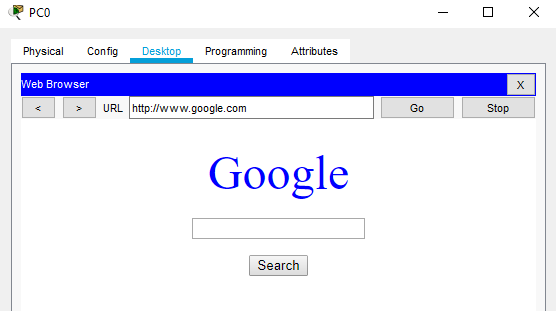 PC0
Physical Config Desktop Programming Attributes
Web Browser X
< > URL http://www.google.com Go Stop
Google
Search